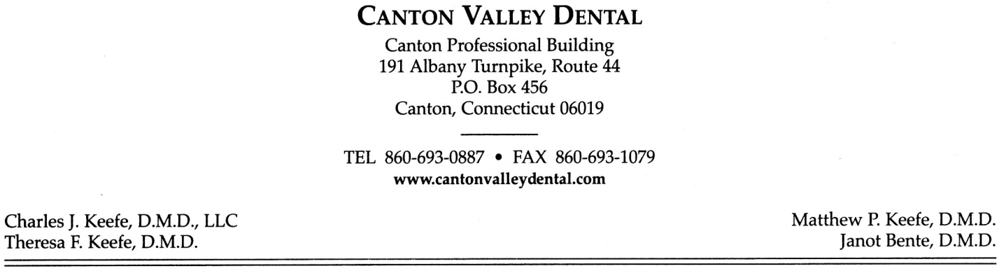 CANTON VALLEY DENTAL
Canton Professional Building
191 Albany Turnpike, Route 44
P.O. Box 456
Canton, Connecticut 06019
TEL 860-693-0887 • FAX 860-693-1079
www.cantonvalleydental.com
Charles J. Keefe, D.M.D., LLC
Theresa F. Keefe, D.M.D.
Matthew P. Keefe, D.M.D.
Janot Bente, D.M.D.